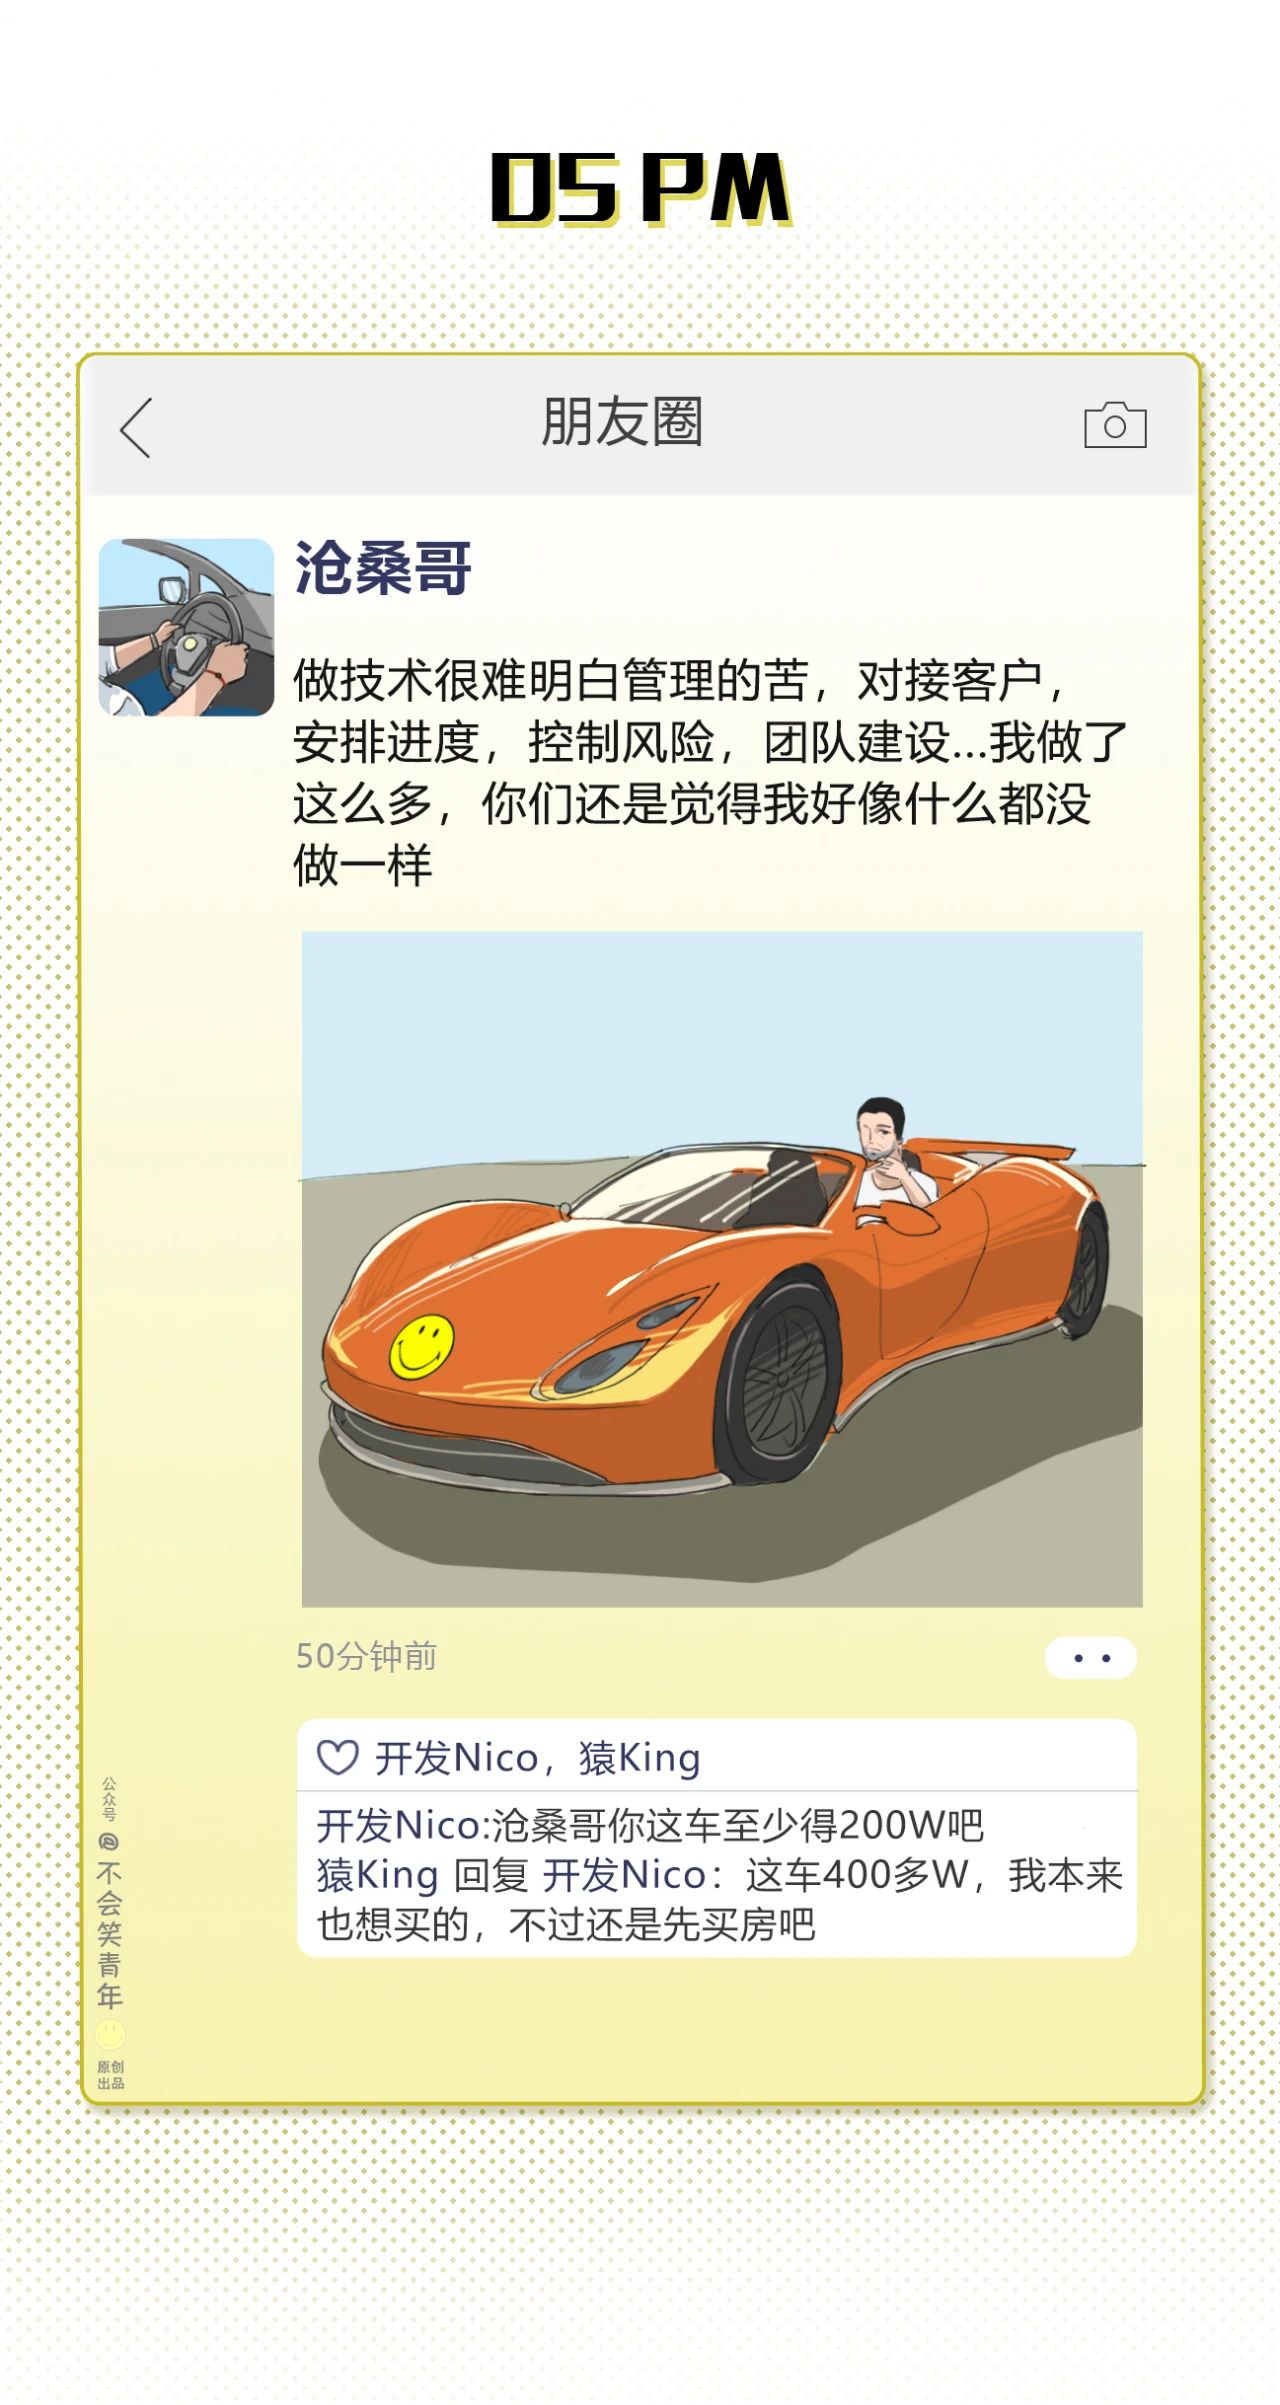 05 PM
朋友圈
沧桑哥
做技术很难明白管理的苦，对接客户，
安排进度，控制风险，团队建设...我做了
这么多，你们还是觉得我好像什么都没
做一样
50分钟前
开发Nico，猿King
开发Nico:沧桑哥你这车至少得200W吧
猿King 回复 开发Nico：这车400多W，我本来
也想买的，不过还是先买房吧
公众号
@不会笑青年
原创
出品